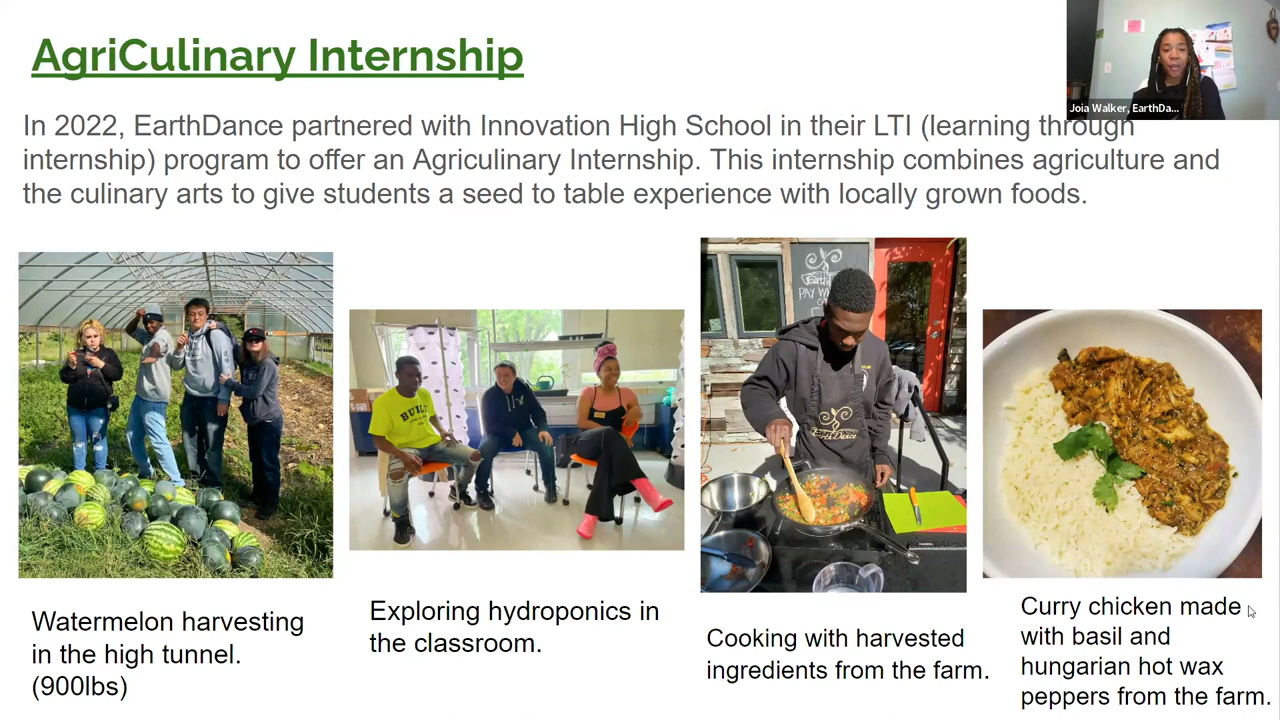 AgriCulinary Internship
Joia Walker, EarthDa...
In 2022, EarthDance partnered with Innovation High School in their LTI (learning through
internship) program to offer an Agriculinary Internship. This internship combines agriculture and
the culinary arts to give students a seed to table experience with locally grown foods.
BUILT
EarthDance
PAY
EarthDance
Watermelon harvesting
in the high tunnel.
(900lbs)
Exploring hydroponics in
the classroom.
Cooking with harvested
ingredients from the farm.
Curry chicken made
with basil and
hungarian hot wax
peppers from the farm.